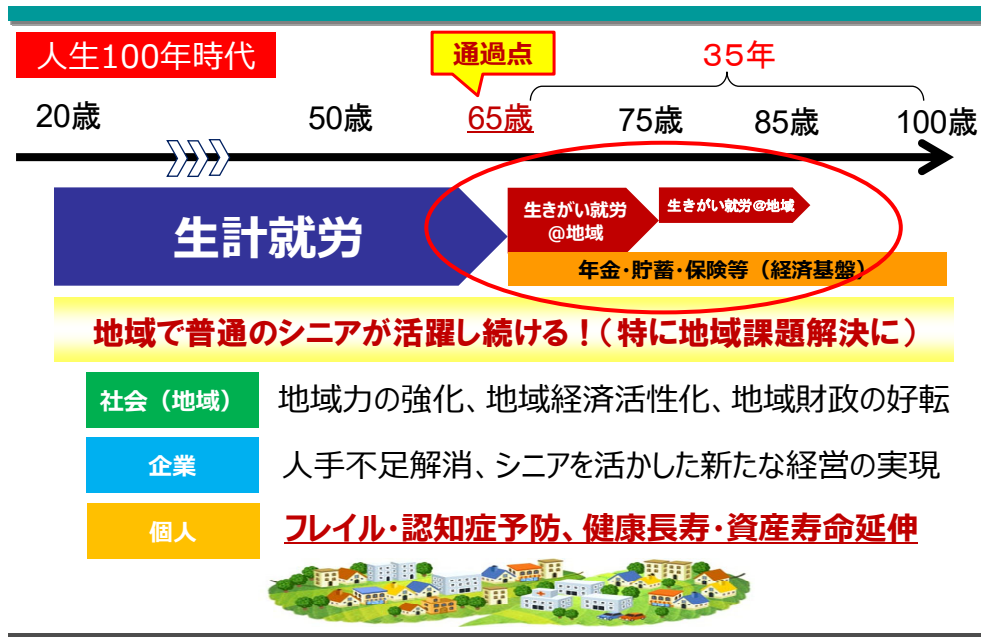 人生100年時代
通過点
35年
20歳
50歳
65歳
75歳
85歳
100歳
生計就労
生きがい就労
@地域
生きがい就労@地域
年金・貯蓄・保険等（経済基盤）
地域で普通のシニアが活躍し続ける！（特に地域課題解決に）
社会（地域）
地域力の強化、地域経済活性化、地域財政の好転
企業
人手不足解消、シニアを活かした新たな経営の実現
個人
フレイル・認知症予防、健康長寿・資産寿命延伸